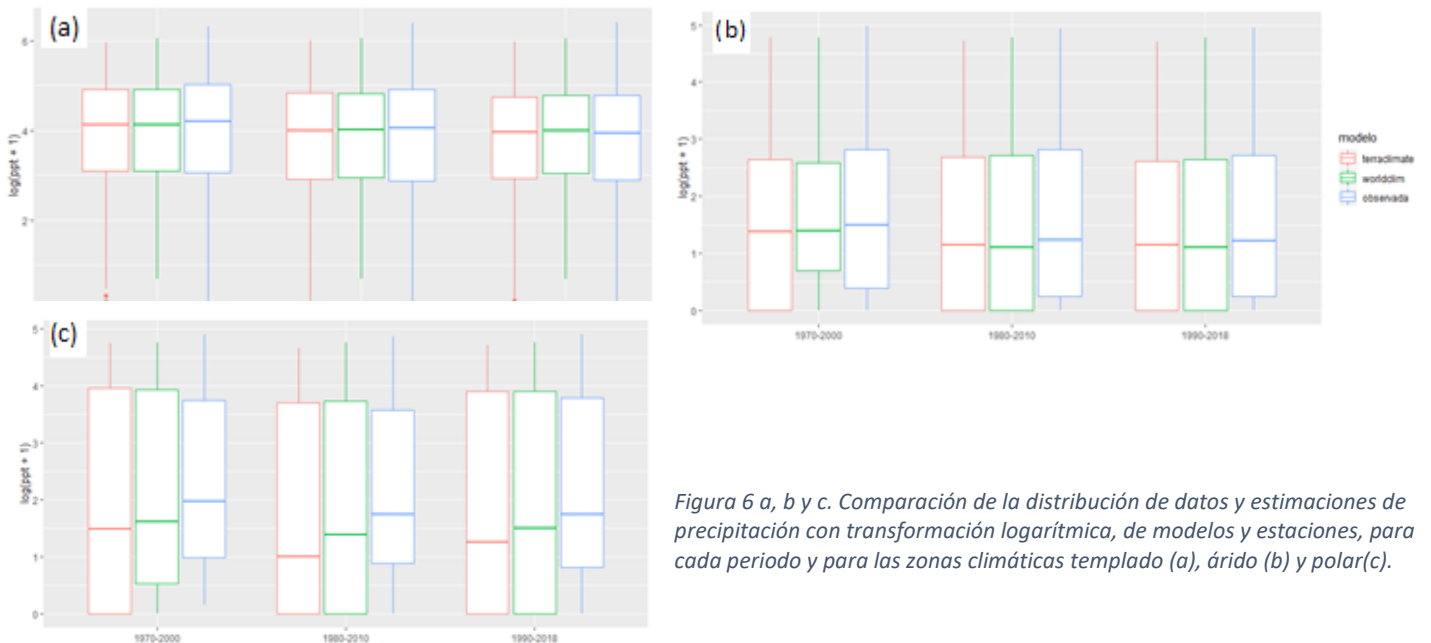 (a)
6
4
2
log(ppt + 1)
(b)
5
4
3
2
1
0
log(ppt + 1)
1970-2000
1980-2010
1990-2018
modelo
terraclimate
worldclim
observada
(c)
5
4
3
2
1
0
log(ppt + 1)
1970-2000
1980-2010
1990-2018
Figura 6 a, b y c. Comparación de la distribución de datos y estimaciones de
precipitación con transformación logarítmica, de modelos y estaciones, para
cada periodo y para las zonas climáticas templado (a), árido (b) y polar(c).